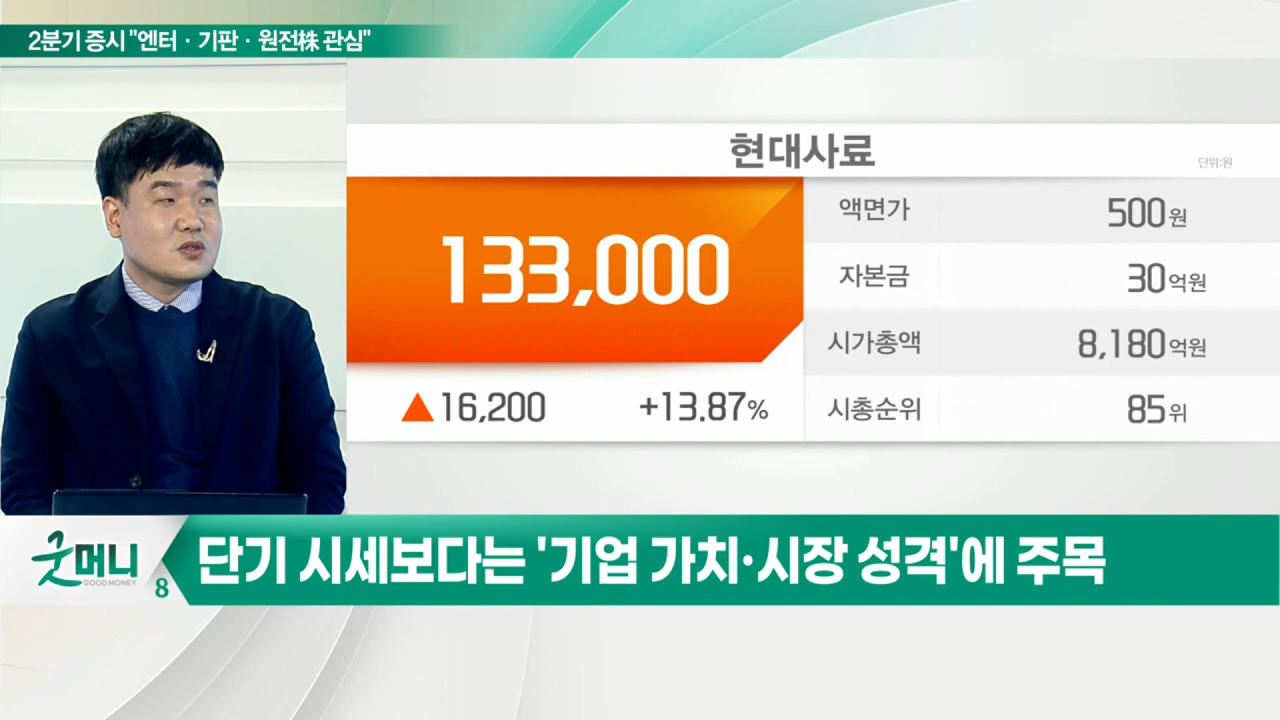 2분기 증시 "엔터 · 기판 · 원전株 관심"
현대사료
단위:원
133,000
▲16,200 +13.87%
액면가 500원
자본금 30억원
시가총액 8,180억원
시총순위 85위
굿머니
GOOD MONEY
8
단기 시세보다는 '기업 가치·시장 성격'에 주목